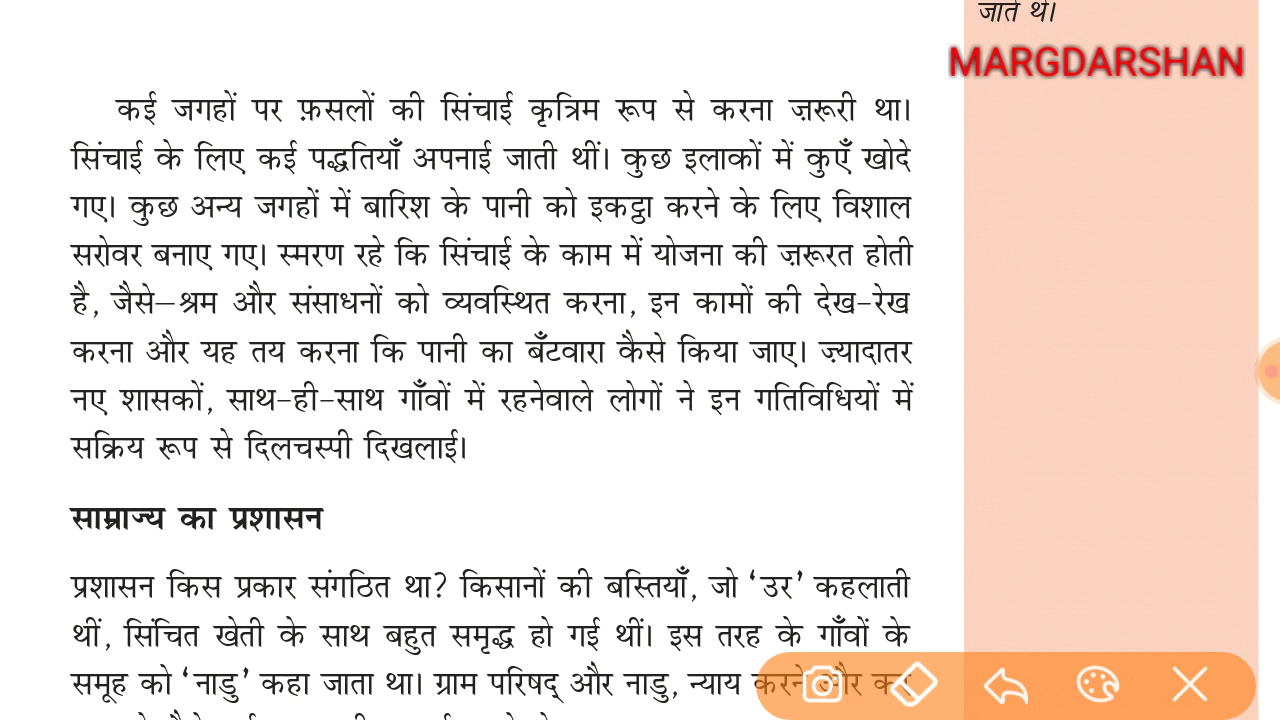 जाते थे।
MARGDARSHAN
कई जगहों पर फ़सलों की सिंचाई कृत्रिम रूप से करना ज़रूरी था।
सिंचाई के लिए कई पद्धतियाँ अपनाई जाती थीं। कुछ इलाकों में कुएँ खोदे
गए। कुछ अन्य जगहों में बारिश के पानी को इकट्ठा करने के लिए विशाल
सरोवर बनाए गए। स्मरण रहे कि सिंचाई के काम में योजना की ज़रूरत होती
है, जैसे—श्रम और संसाधनों को व्यवस्थित करना, इन कामों की देख-रेख
करना और यह तय करना कि पानी का बँटवारा कैसे किया जाए। ज़्यादातर
नए शासकों, साथ-ही-साथ गाँवों में रहनेवाले लोगों ने इन गतिविधियों में
सक्रिय रूप से दिलचस्पी दिखलाई।
साम्राज्य का प्रशासन
प्रशासन किस प्रकार संगठित था? किसानों की बस्तियाँ, जो ‘उर’ कहलाती
थीं, सिंचित खेती के साथ बहुत समृद्ध हो गई थीं। इस तरह के गाँवों के
समूह को ‘नाडु’ कहा जाता था। ग्राम परिषद् और नाडु, न्याय करने और कर